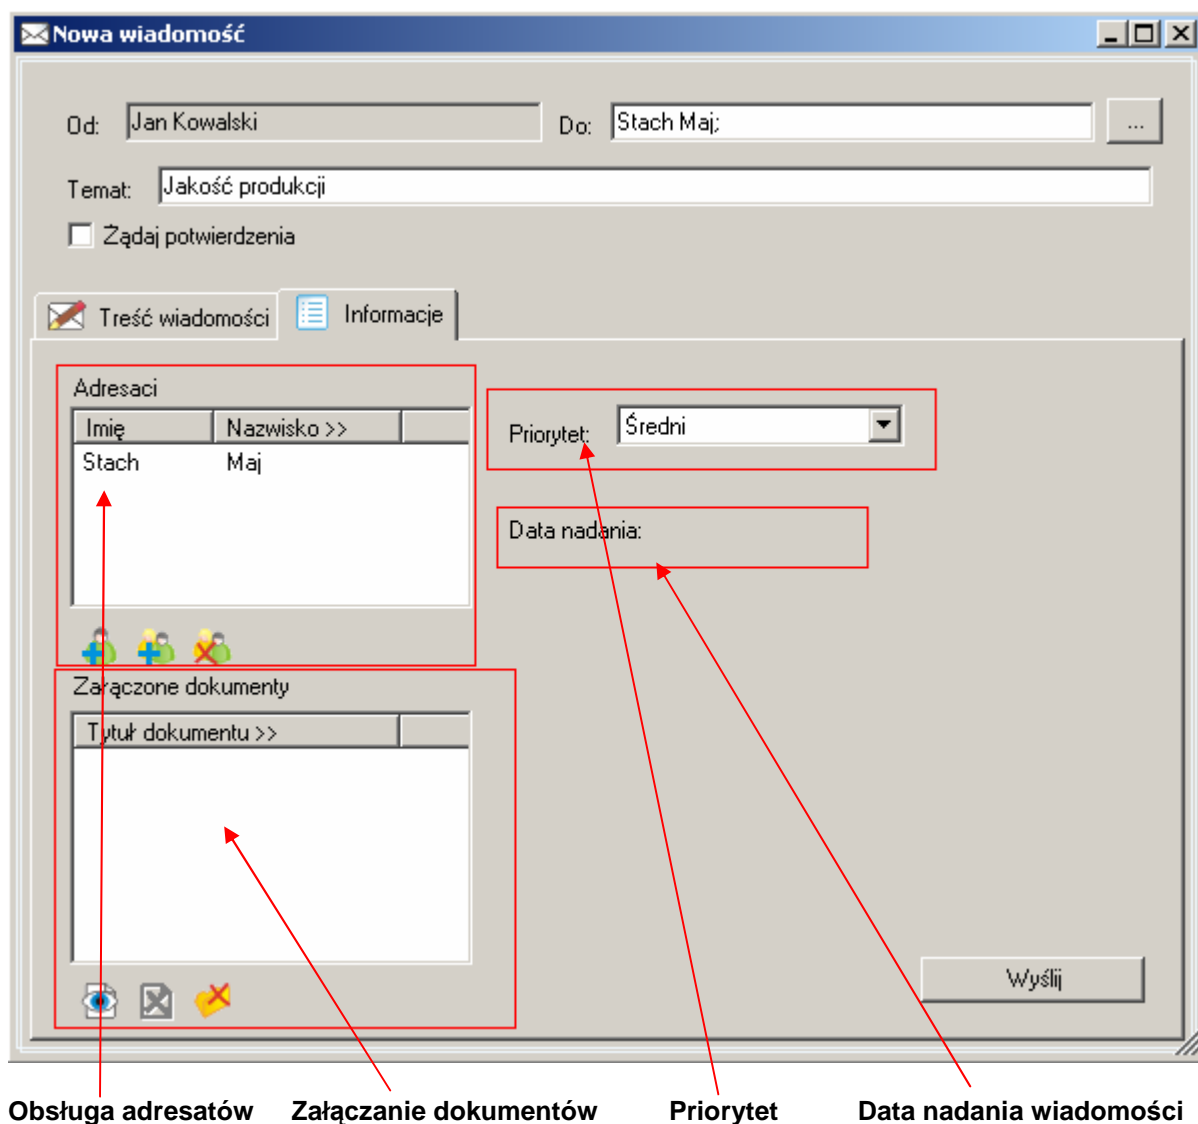 Nowa wiadomość
Od: Jan Kowalski Do: Stach Maj; ...
Temat: Jakość produkcji
Żądaj potwierdzenia
Treść wiadomości Informacje
Adresaci
Imię Nazwisko >>
Stach Maj
Priorytet: Średni
Data nadania:
Załączone dokumenty
Tytuł dokumentu >>
Wyślij
Obsługa adresatów Załączanie dokumentów Priorytet Data nadania wiadomości